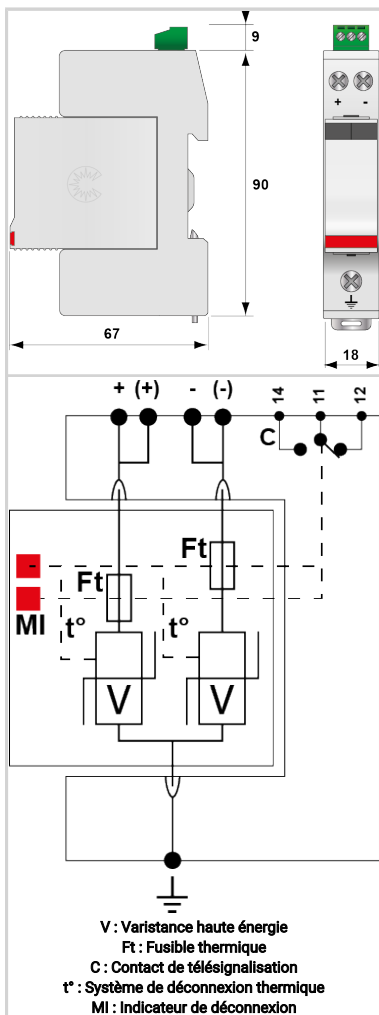 9
+ -
90
67
18
+ (+) - (-) 14 11 12
C
Ft
Ft
MI
t° t°
V V
V : Varistance haute énergie
Ft : Fusible thermique
C : Contact de télésignalisation
t° : Système de déconnexion thermique
MI : Indicateur de déconnexion